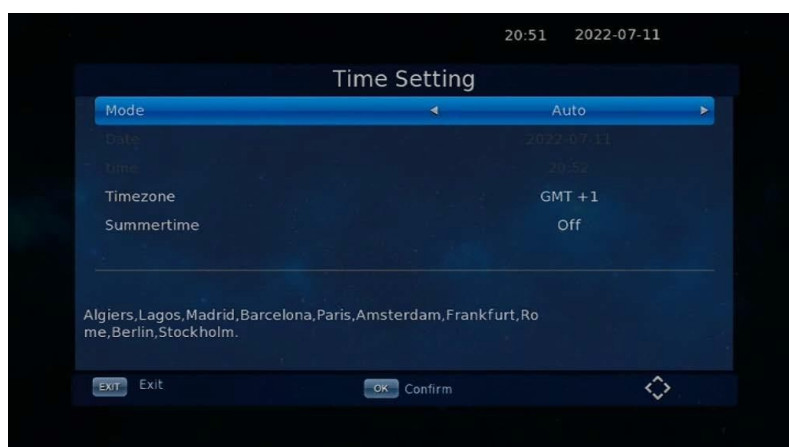 20:51 2022-07-11
Time Setting
Mode Auto
Date 2022-07-11
time 20:52
Timezone GMT +1
Summertime Off
Algiers,Lagos,Madrid,Barcelona,Paris,Amsterdam,Frankfurt,Ro
me,Berlin,Stockholm.
EXIT Exit OK Confirm